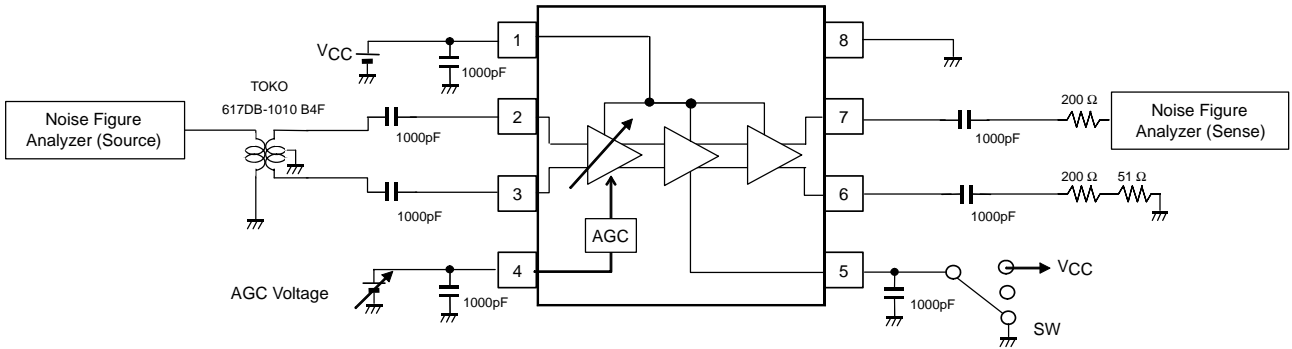 VCC
1000pF
1
8
TOKO
617DB-1010 B4F
Noise Figure
Analyzer (Source)
1000pF
2
7
1000pF
200 Ω
Noise Figure
Analyzer (Sense)
1000pF
3
6
1000pF
200 Ω
51 Ω
AGC
AGC Voltage
1000pF
4
5
1000pF
VCC
SW